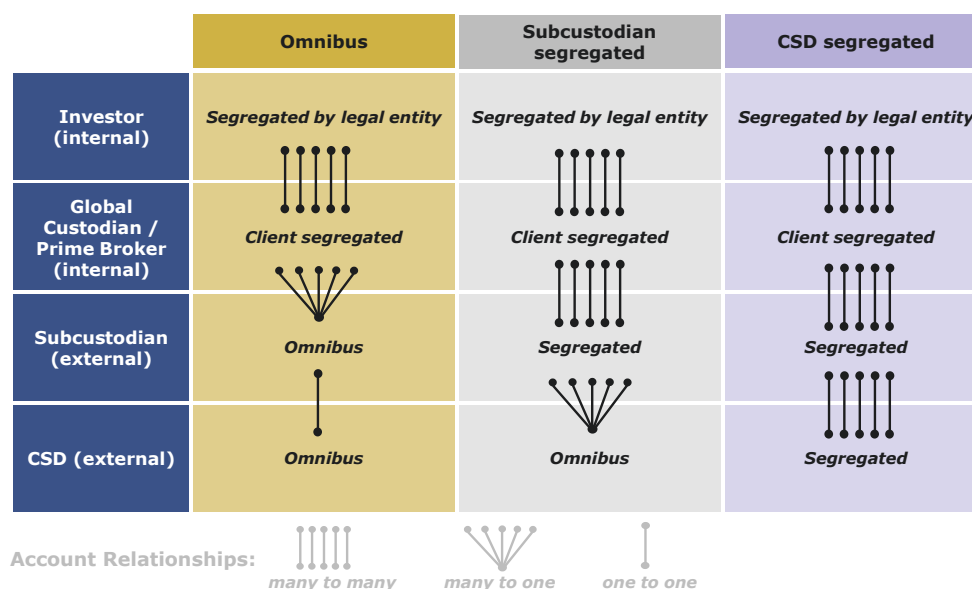 Omnibus
Subcustodian
segregated
CSD segregated
Investor
(internal)
Segregated by legal entity
Segregated by legal entity
Segregated by legal entity
Global
Custodian /
Prime Broker
(internal)
Client segregated
Client segregated
Client segregated
Subcustodian
(external)
Omnibus
Segregated
Segregated
CSD (external)
Omnibus
Omnibus
Segregated
Account Relationships:
many to many
many to one
one to one